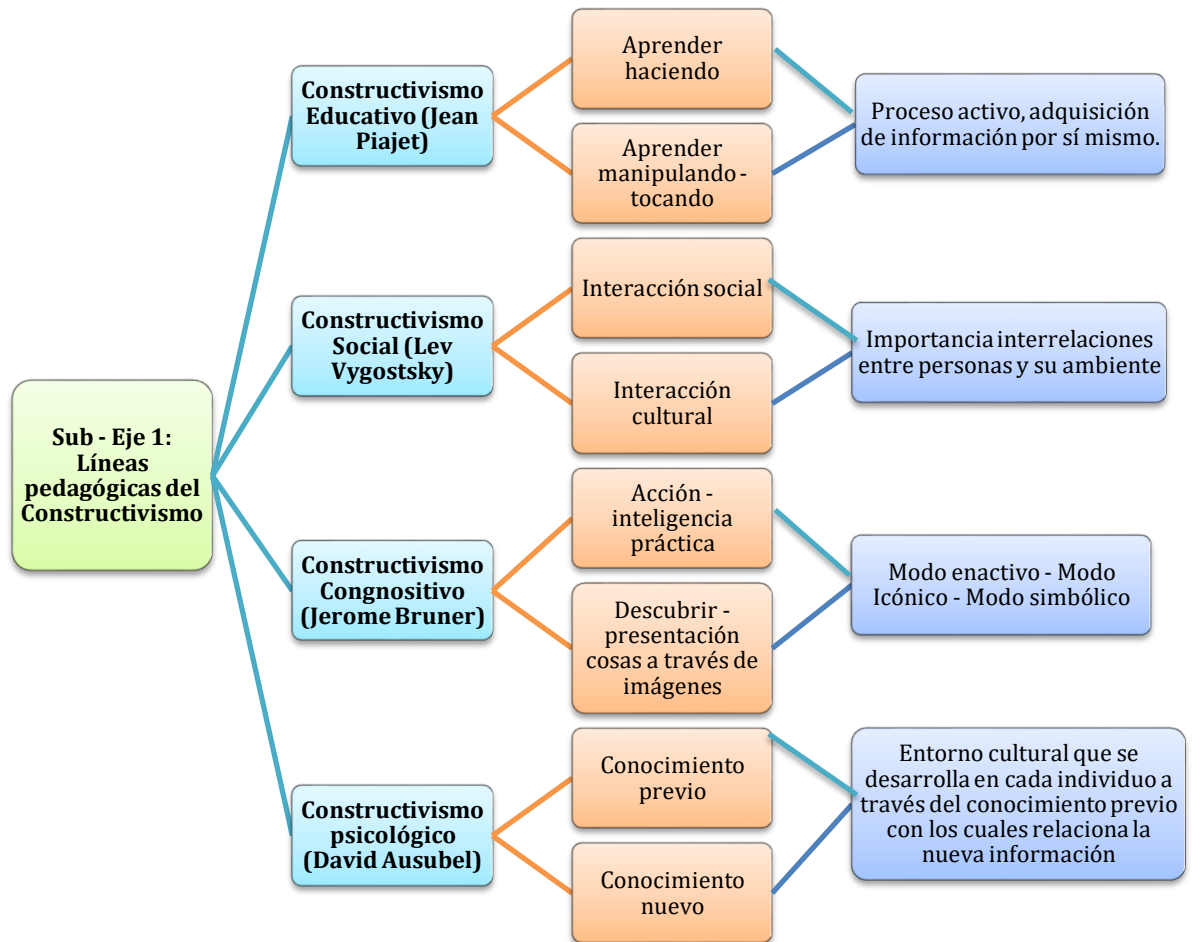 Sub - Eje 1:
Líneas
pedagógicas del
Constructivismo
Constructivismo
Educativo (Jean
Piajet)
Aprender
haciendo
Aprender
manipulando -
tocando
Proceso activo, adquisición
de información por sí mismo.
Constructivismo
Social (Lev
Vygostsky)
Interacción social
Interacción
cultural
Importancia interrelaciones
entre personas y su ambiente
Constructivismo
Congnositivo
(Jerome Bruner)
Acción -
inteligencia
práctica
Descubrir -
presentación
cosas a través de
imágenes
Modo enactivo - Modo
Icónico - Modo simbólico
Constructivismo
psicológico
(David Ausubel)
Conocimiento
previo
Conocimiento
nuevo
Entorno cultural que se
desarrolla en cada individuo a
través del conocimiento previo
con los cuales relaciona la
nueva información